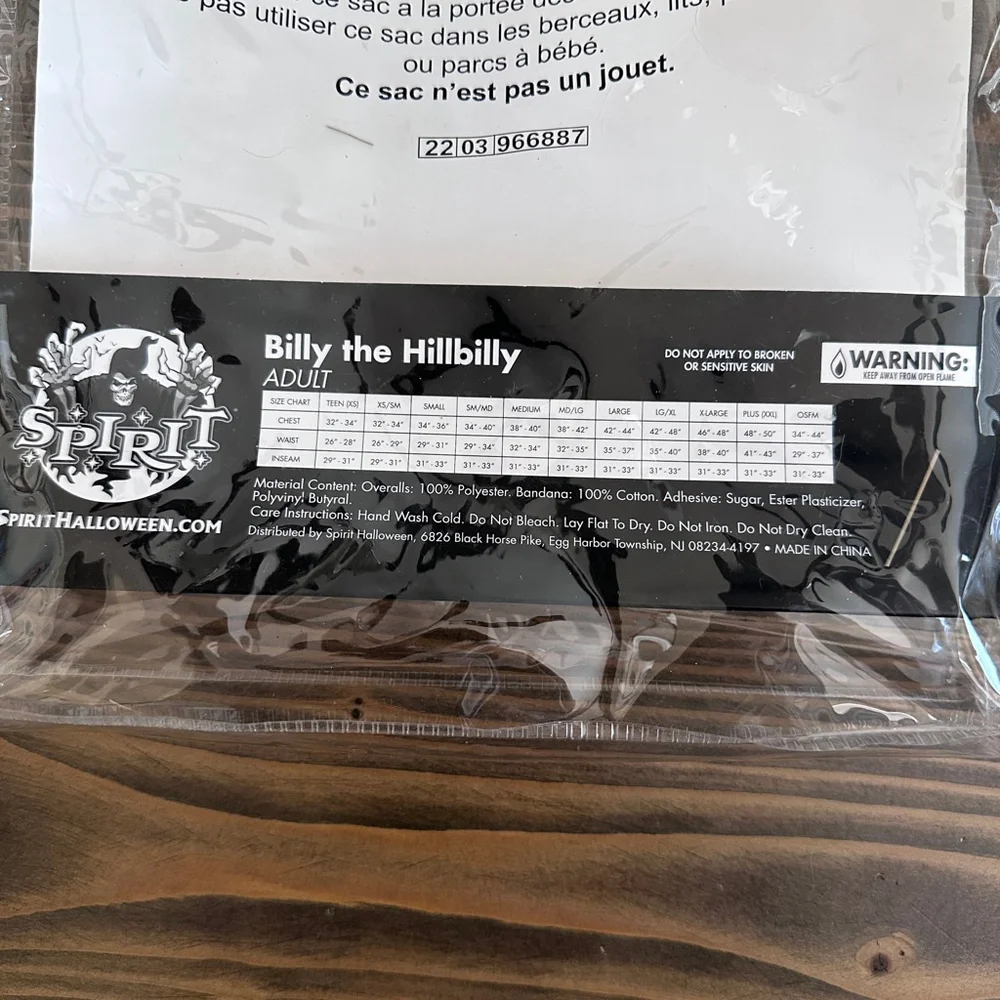 ce sac à la portée
pas utiliser ce sac dans les berceaux, lits,
ou parcs à bébé.
Ce sac n'est pas un jouet.
22 03 966887
SPIRIT
SPIRITHALLOWEEN.COM
Billy the Hillbilly
ADULT
DO NOT APPLY TO BROKEN
OR SENSITIVE SKIN
WARNING:
KEEP AWAY FROM OPEN FLAME
SIZE CHART TEEN (XS) XS/SM SMALL SM/MD MEDIUM MD/LG LARGE LG/XL X-LARGE PLUS (XXL) OSFM
CHEST 32" - 34" 32" - 34" 34" - 36" 34" - 40" 38" - 40" 38" - 42" 42" - 44" 42" - 48" 46" - 48" 48" - 50" 34" - 44"
WAIST 26" - 28" 26" - 29" 29" - 31" 29" - 34" 32" - 34" 32" - 35" 35" - 37" 35" - 40" 38" - 40" 41" - 43" 29" - 37"
INSEAM 29" - 31" 29" - 31" 31" - 33" 31" - 33" 31" - 33" 31" - 33" 31" - 33" 31" - 33" 31" - 33" 31" - 33" 31" - 33"
Material Content: Overalls: 100% Polyester. Bandana: 100% Cotton. Adhesive: Sugar, Ester Plasticizer,
Polyvinyl Butyral.
Care Instructions: Hand Wash Cold. Do Not Bleach. Lay Flat To Dry. Do Not Iron. Do Not Dry Clean.
Distributed by Spirit Halloween, 6826 Black Horse Pike, Egg Harbor Township, NJ 08234-4197 • MADE IN CHINA